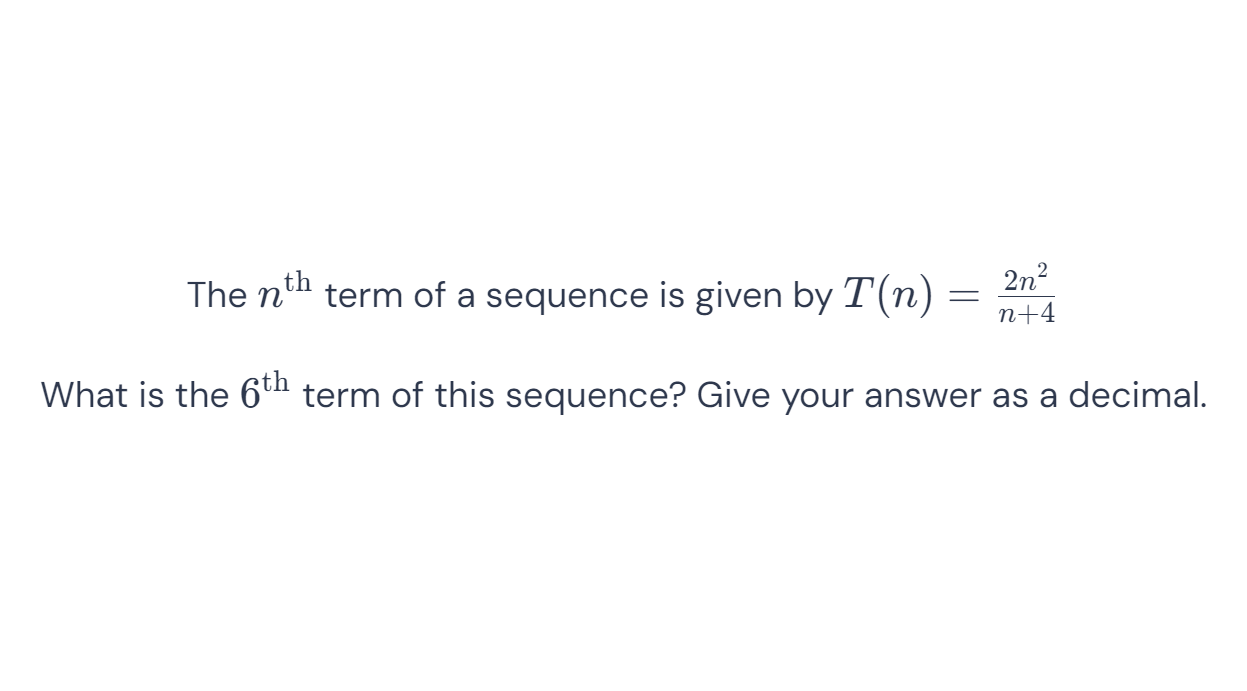 The $n^{\text{th}}$ term of a sequence is given by $T(n) = \frac{2n^2}{n+4}$
What is the $6^{\text{th}}$ term of this sequence? Give your answer as a decimal.